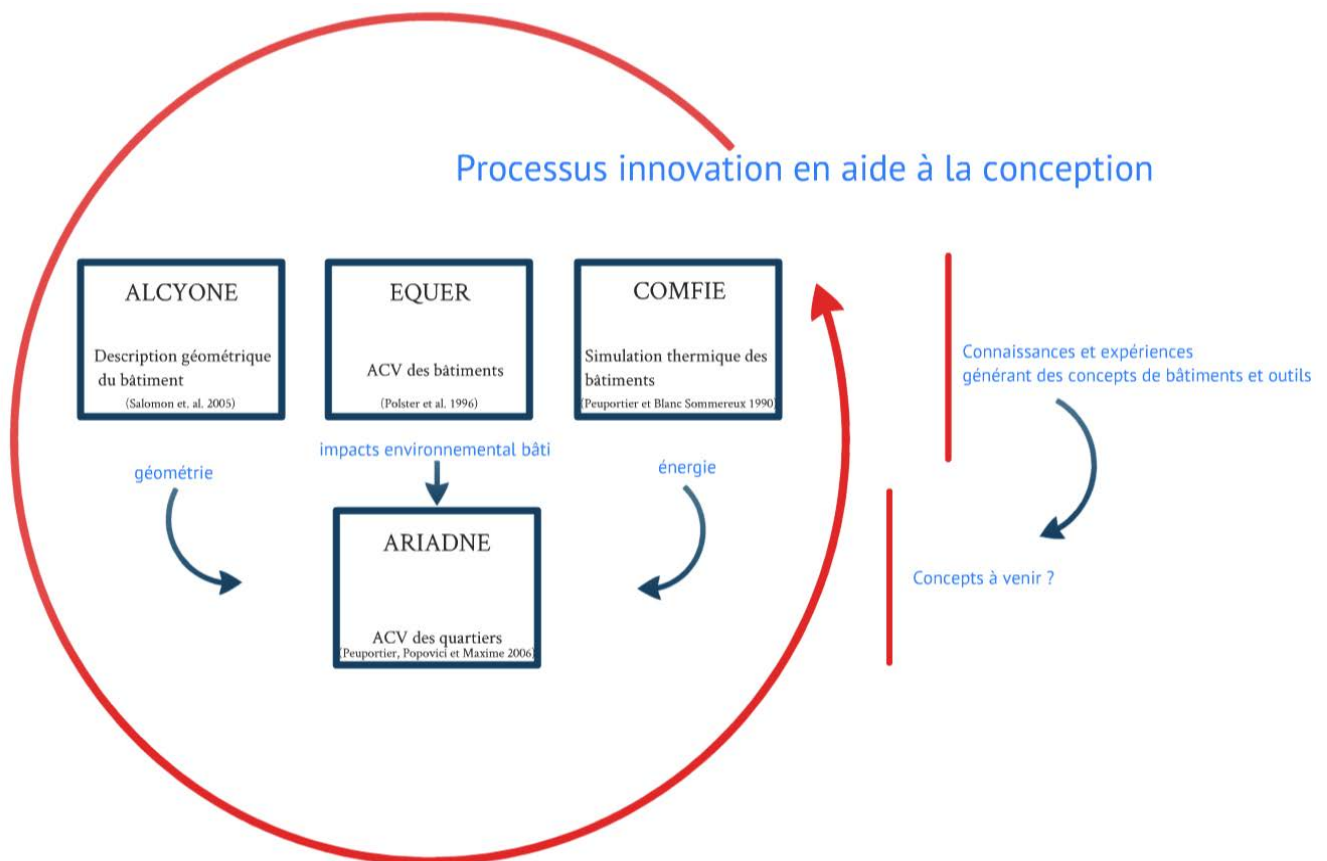 Processus innovation en aide à la conception
ALCYONE
Description géométrique
du bâtiment
(Salomon et. al. 2005)
EQUER
ACV des bâtiments
(Polster et al. 1996)
COMFIE
Simulation thermique des
bâtiments
(Peuportier et Blanc Sommereux 1990)
Connaissances et expériences
générant des concepts de bâtiments et outils
géométrie
impacts environnemental bâti
énergie
ARIADNE
ACV des quartiers
(Peuportier, Popovici et Maxime 2006)
Concepts à venir ?